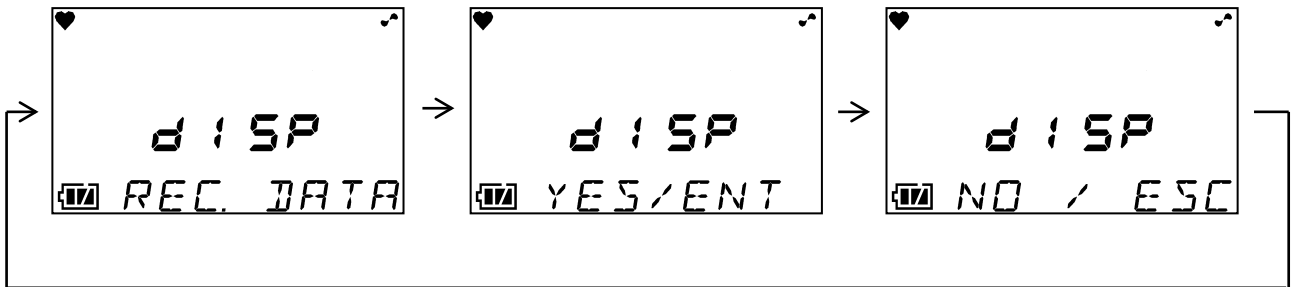 dISP
REC. DATA
dISP
YES/ENT
dISP
NO / ESC